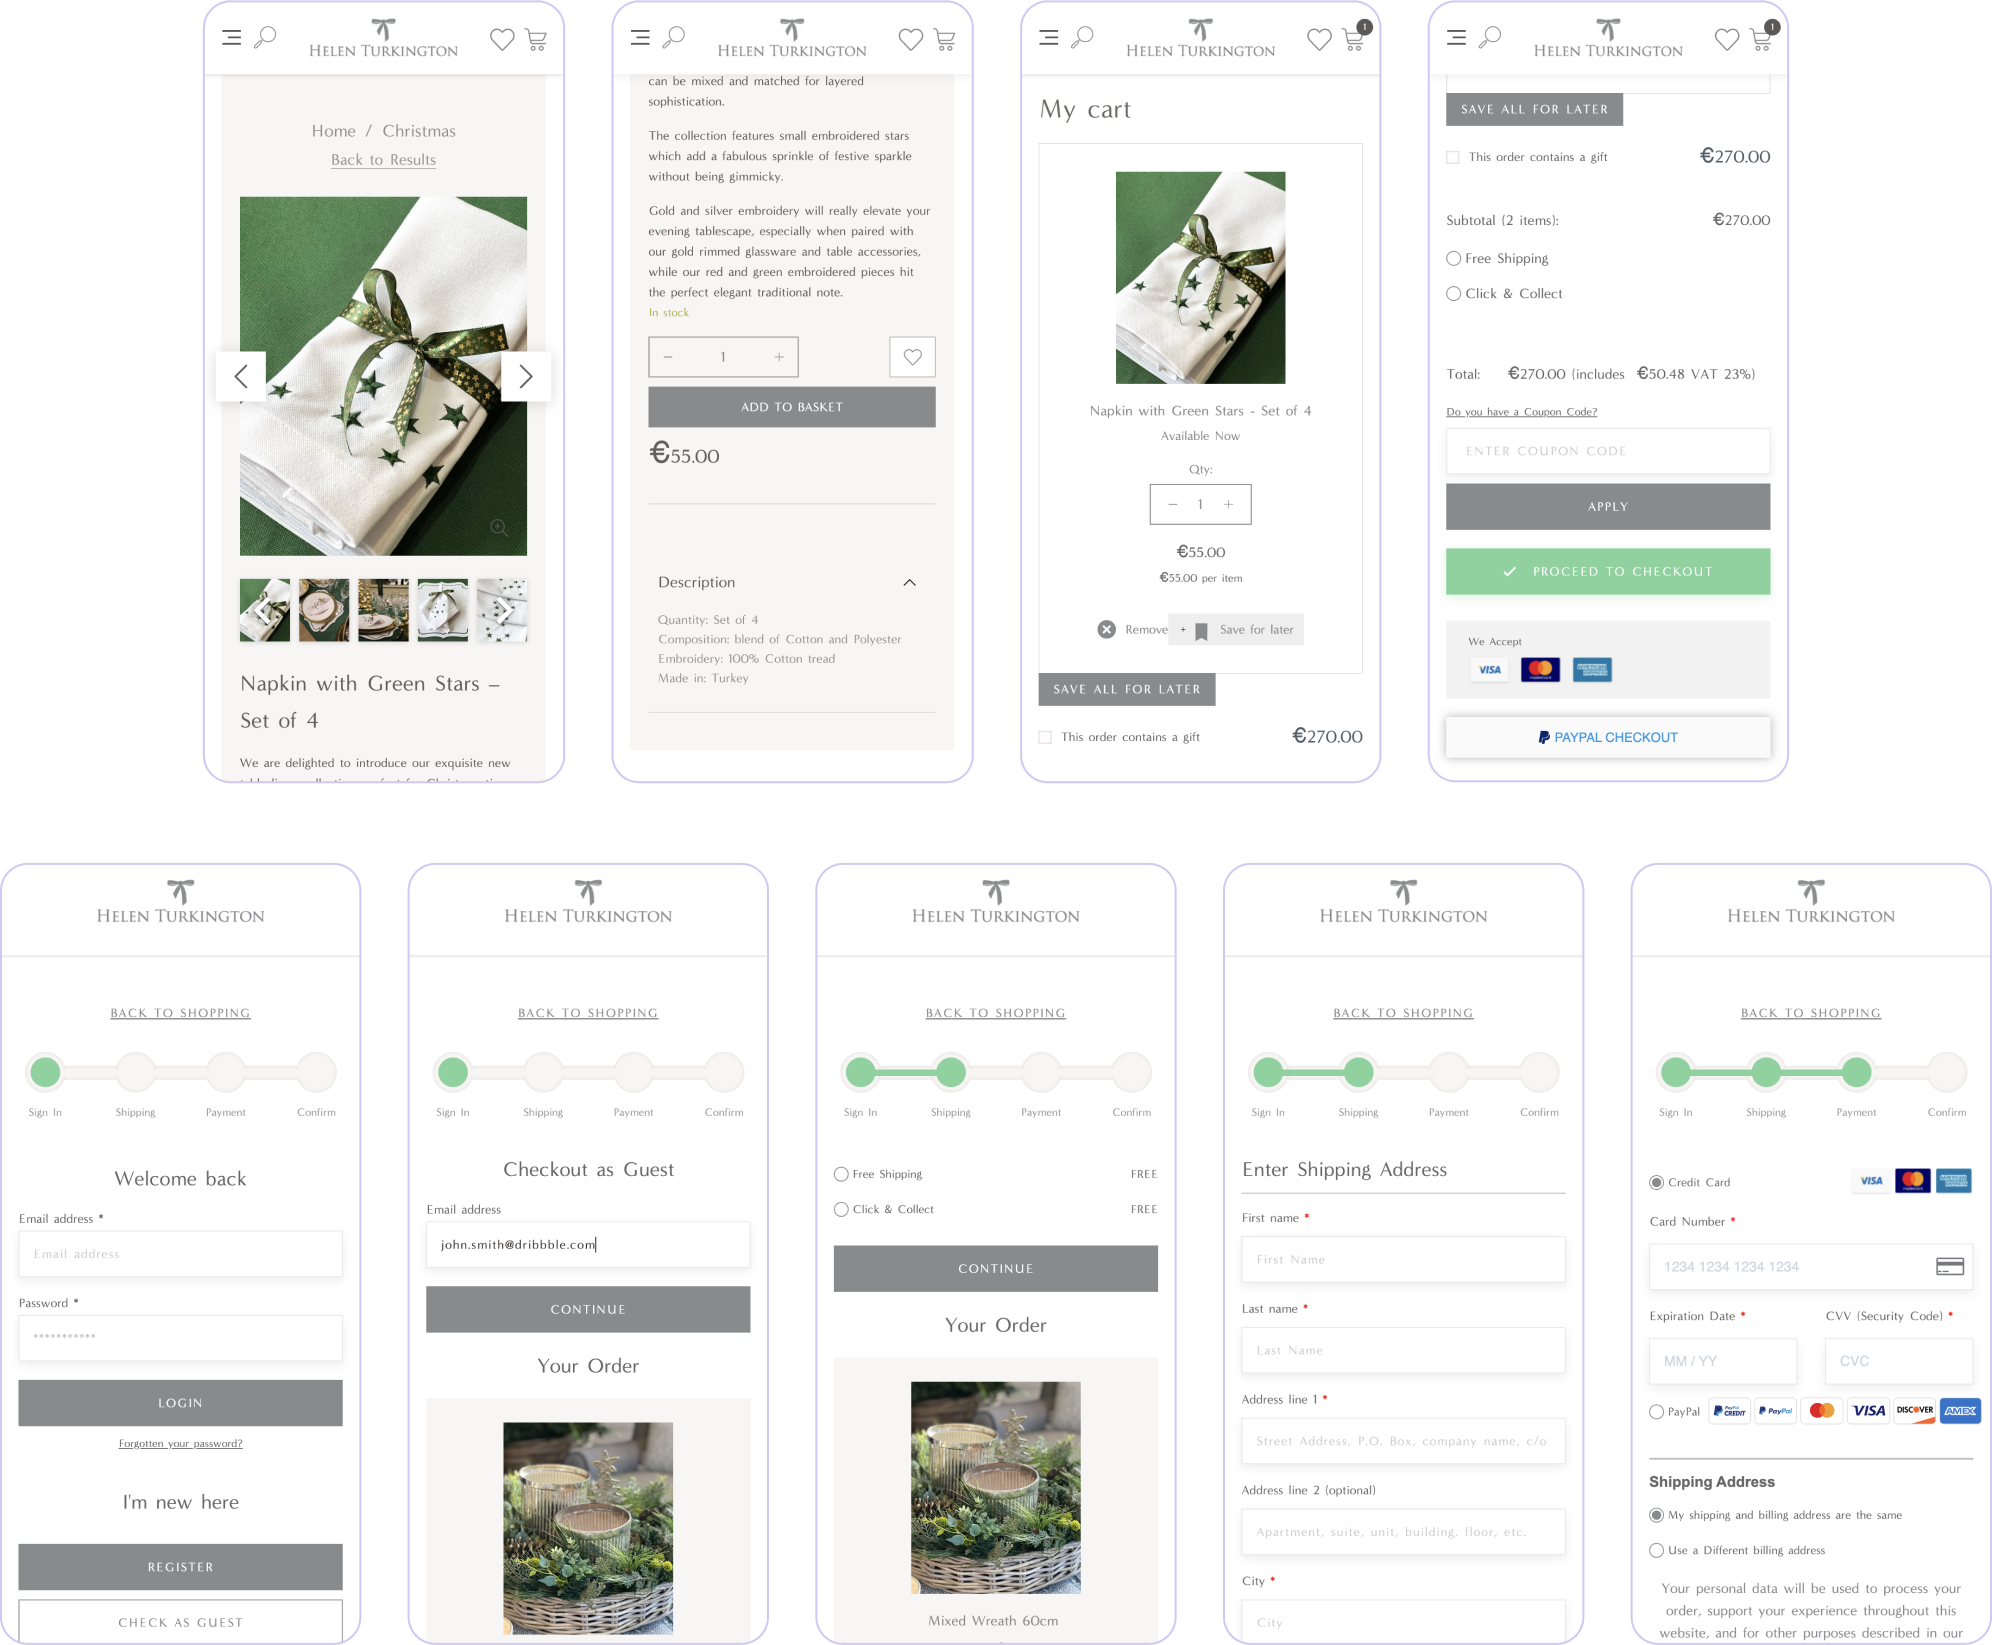 HELEN TURKINGTON
Home / Christmas
Back to Results
Napkin with Green Stars –
Set of 4
We are delighted to introduce our exquisite new
HELEN TURKINGTON
can be mixed and matched for layered
sophistication.
The collection features small embroidered stars
which add a fabulous sprinkle of festive sparkle
without being gimmicky.
Gold and silver embroidery will really elevate your
evening tablescape, especially when paired with
our gold rimmed glassware and table accessories,
while our red and green embroidered pieces hit
the perfect elegant traditional note.
In stock
− 1 +
ADD TO BASKET
€55.00
Description
Quantity: Set of 4
Composition: blend of Cotton and Polyester
Embroidery: 100% Cotton tread
Made in: Turkey
HELEN TURKINGTON
1
My cart
Napkin with Green Stars - Set of 4
Available Now
Qty:
− 1 +
€55.00
€55.00 per item
Remove + Save for later
SAVE ALL FOR LATER
This order contains a gift €270.00
HELEN TURKINGTON
1
SAVE ALL FOR LATER
This order contains a gift €270.00
Subtotal (2 items): €270.00
Free Shipping
Click & Collect
Total: €270.00 (includes €50.48 VAT 23%)
Do you have a Coupon Code?
ENTER COUPON CODE
APPLY
PROCEED TO CHECKOUT
We Accept
VISA mastercard AMERICAN EXPRESS
PAYPAL CHECKOUT
HELEN TURKINGTON
BACK TO SHOPPING
Sign In Shipping Payment Confirm
Welcome back
Email address *
Email address
Password *
LOGIN
Forgotten your password?
I'm new here
REGISTER
CHECK AS GUEST
HELEN TURKINGTON
BACK TO SHOPPING
Sign In Shipping Payment Confirm
Checkout as Guest
Email address
john.smith@dribbble.com
CONTINUE
Your Order
HELEN TURKINGTON
BACK TO SHOPPING
Sign In Shipping Payment Confirm
Free Shipping FREE
Click & Collect FREE
CONTINUE
Your Order
Mixed Wreath 60cm
HELEN TURKINGTON
BACK TO SHOPPING
Sign In Shipping Payment Confirm
Enter Shipping Address
First name *
First Name
Last name *
Last Name
Address line 1 *
Street Address, P.O. Box, company name, c/o
Address line 2 (optional)
Apartment, suite, unit, building, floor, etc.
City *
City
HELEN TURKINGTON
BACK TO SHOPPING
Sign In Shipping Payment Confirm
Credit Card VISA mastercard AMERICAN EXPRESS
Card Number *
1234 1234 1234 1234
Expiration Date * CVV (Security Code) *
MM / YY CVC
PayPal PayPal CREDIT PayPal VISA DISCOVER AMEX
Shipping Address
My shipping and billing address are the same
Use a Different billing address
Your personal data will be used to process your
order, support your experience throughout this
website, and for other purposes described in our